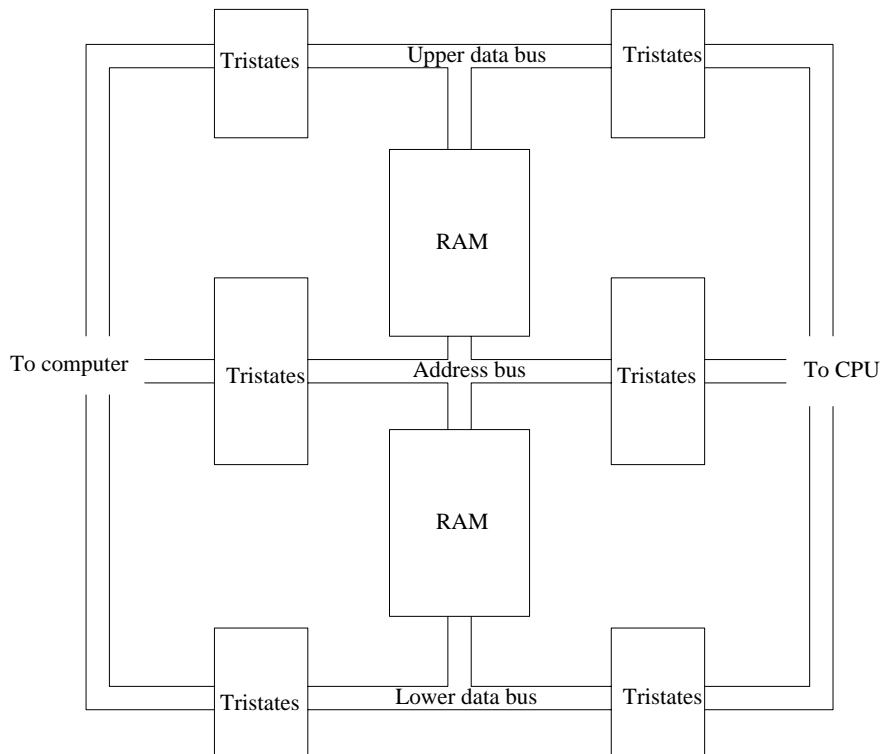 Tristates
Upper data bus
Tristates
RAM
To computer
Tristates
Address bus
Tristates
To CPU
RAM
Tristates
Lower data bus
Tristates